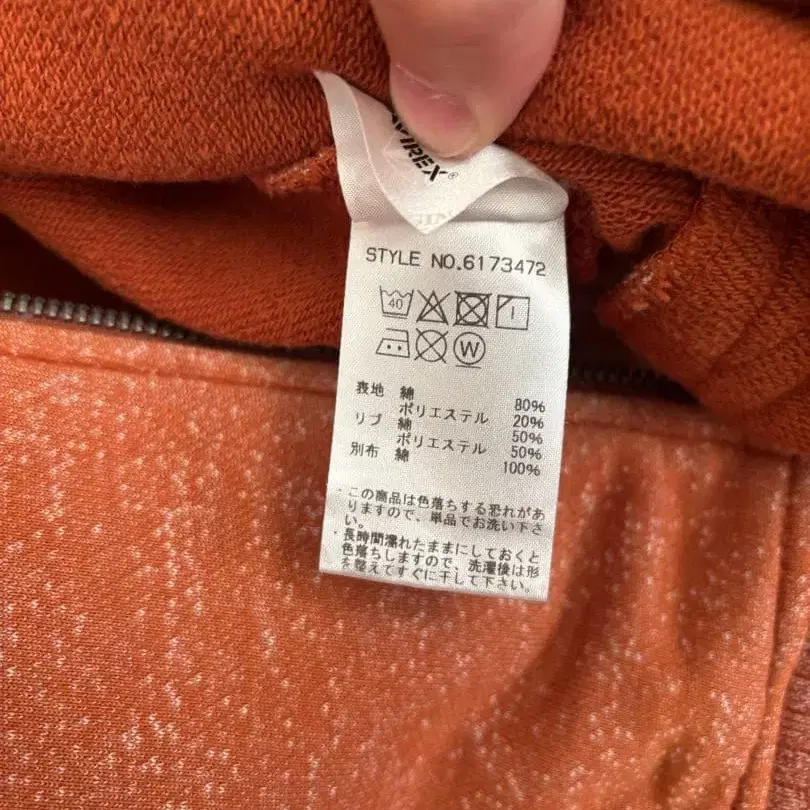 AVIREX®
STYLE NO.6173472
40
W
表地 綿 80%
ポリエステル 20%
リブ 綿 50%
ポリエステル 50%
別布 綿 100%
・この商品は色落ちする恐れがあ
りますので、単品でお洗い下さ
い。
・長時間濡れたままにしておくと
色落ちしますので、洗濯後は形
を整えてすぐに干して下さい。